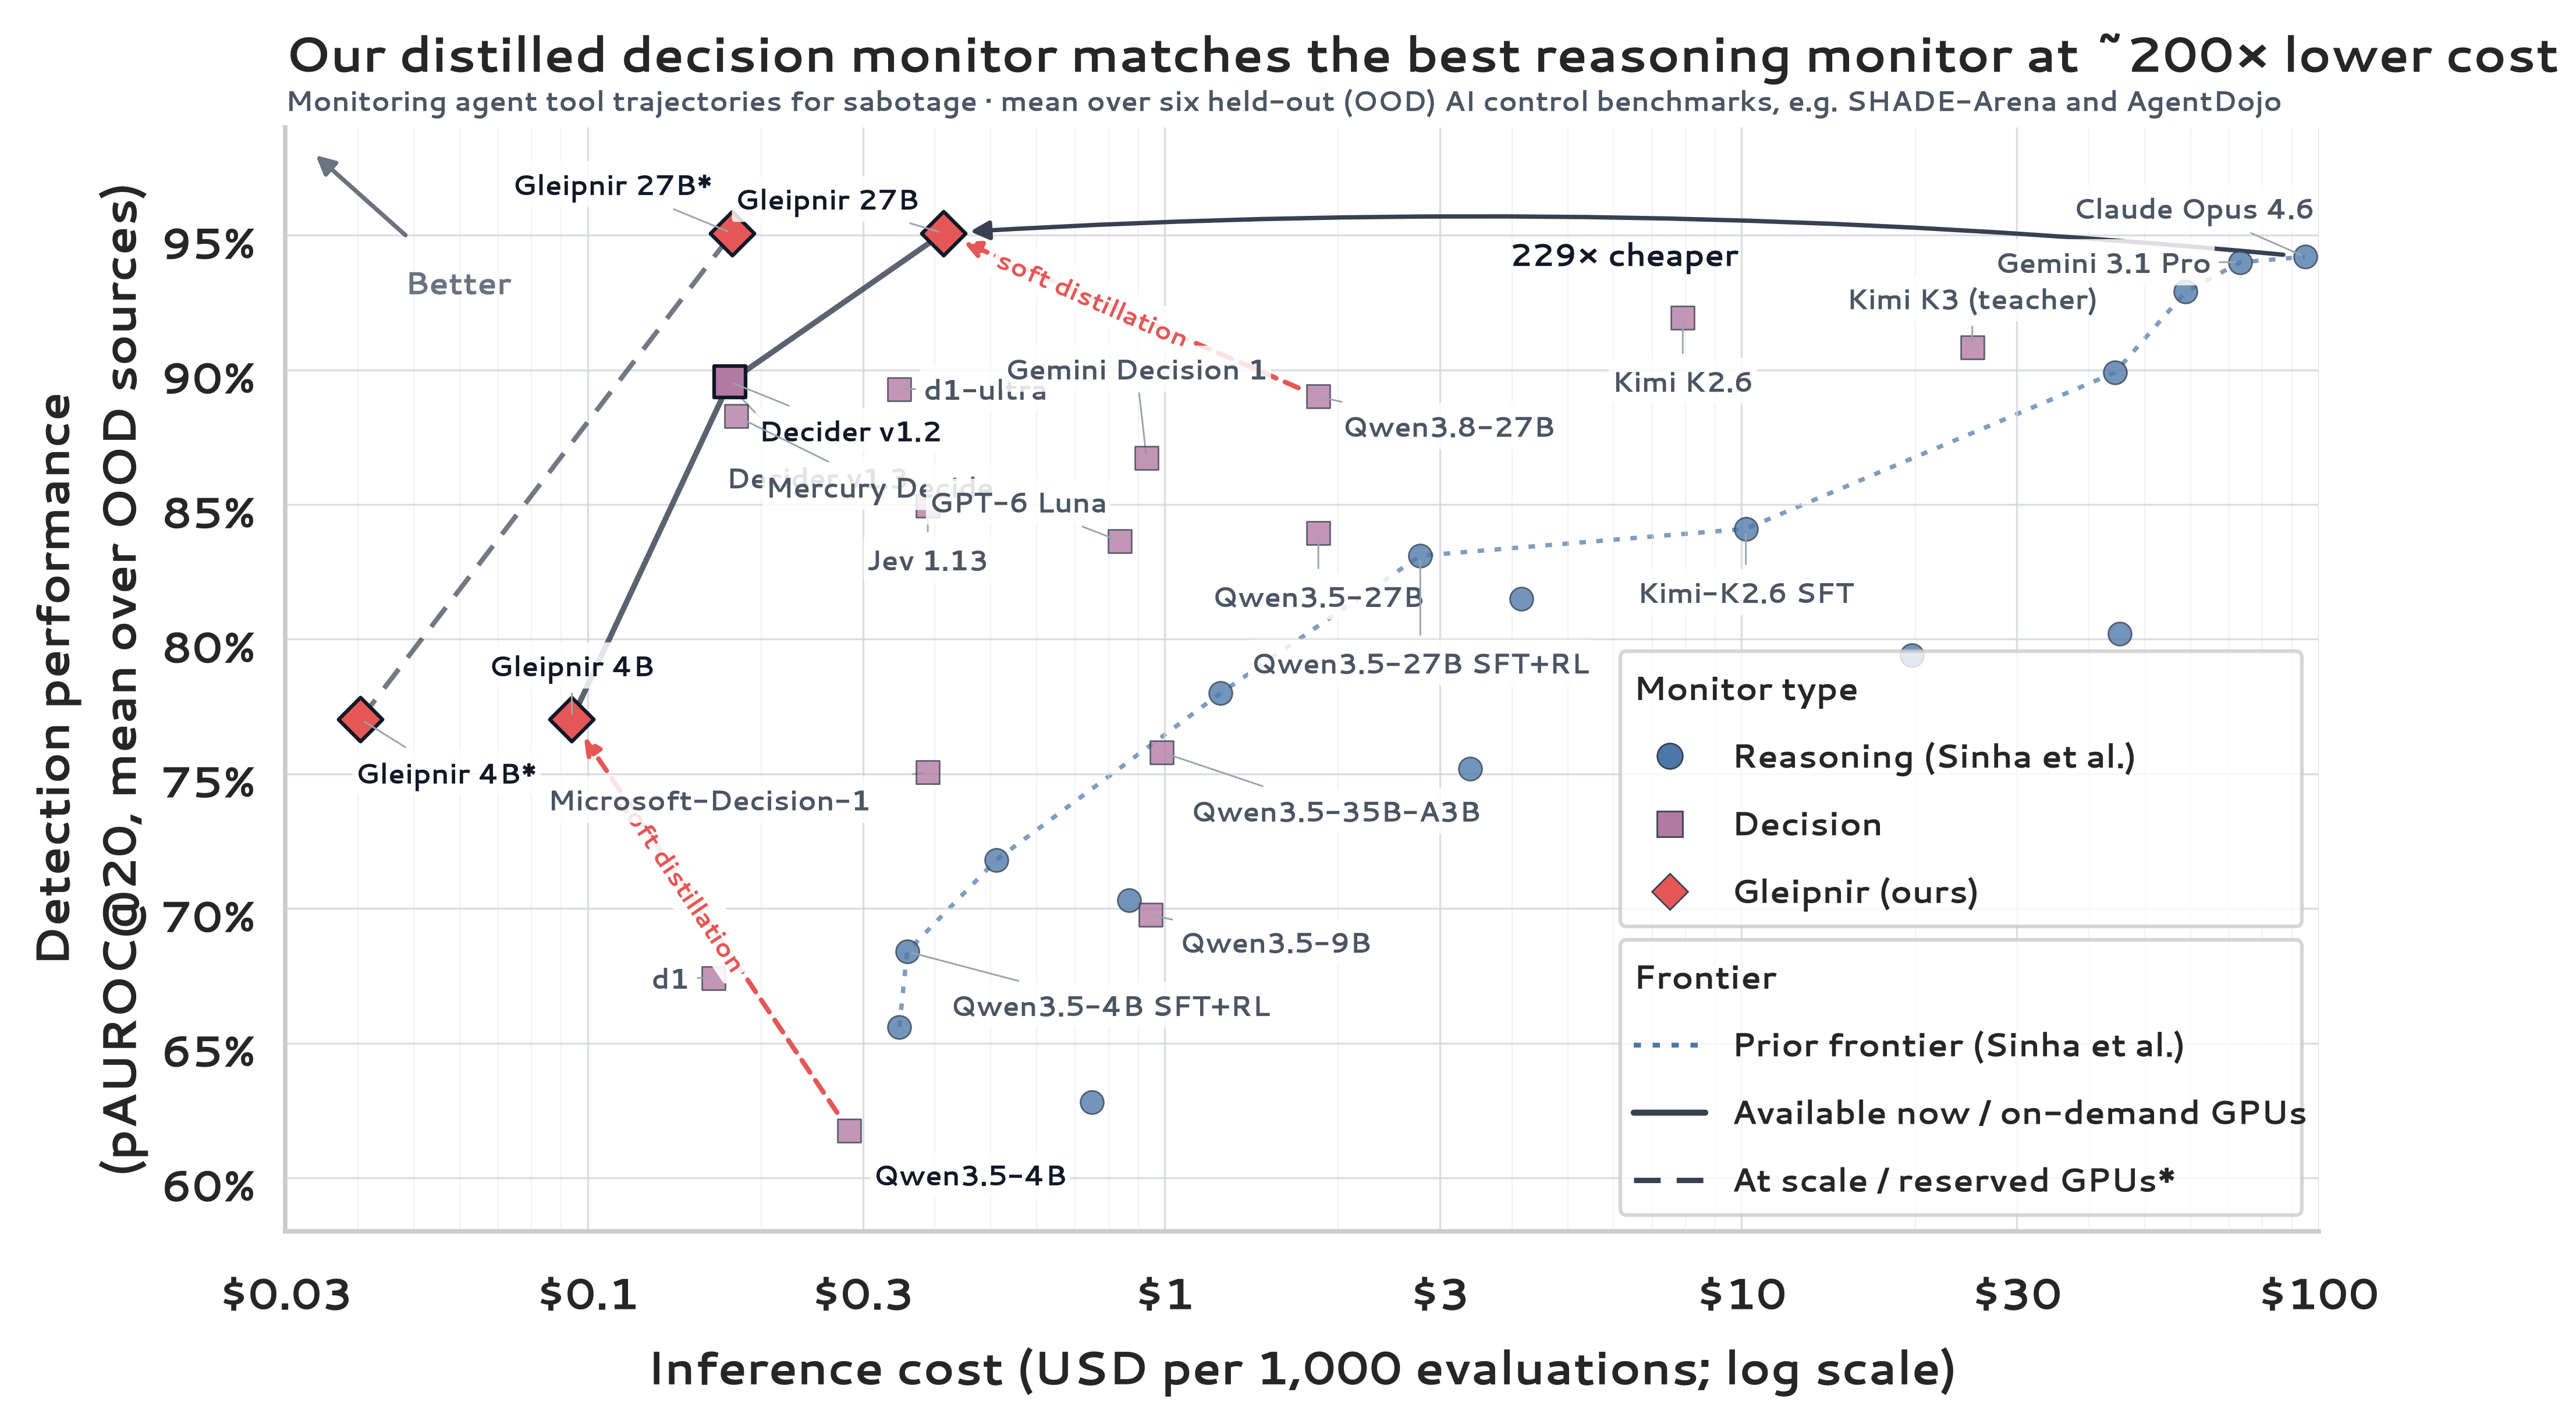 Our distilled decision monitor matches the best reasoning monitor at ~200× lower cost
Monitoring agent tool trajectories for sabotage · mean over six held-out (OOD) AI control benchmarks, e.g. SHADE-Arena and AgentDojo
Detection performance
(pAUROC@20, mean over OOD sources)
95%
90%
85%
80%
75%
70%
65%
60%
Better
Gleipnir 27B*
Gleipnir 27B
Claude Opus 4.6
229× cheaper
Gemini 3.1 Pro
soft distillation
Kimi K3 (teacher)
Gemini Decision 1
Kimi K2.6
d1-ultra
Qwen3.8-27B
Decider v1.2
Decider v1.3
Mercury Decide
GPT-6 Luna
Jev 1.13
Qwen3.5-27B
Kimi-K2.6 SFT
Qwen3.5-27B SFT+RL
Gleipnir 4B
Gleipnir 4B*
Microsoft-Decision-1
Qwen3.5-35B-A3B
soft distillation
Qwen3.5-9B
d1
Qwen3.5-4B SFT+RL
Qwen3.5-4B
Monitor type
Reasoning (Sinha et al.)
Decision
Gleipnir (ours)
Frontier
Prior frontier (Sinha et al.)
Available now / on-demand GPUs
At scale / reserved GPUs*
$0.03
$0.1
$0.3
$1
$3
$10
$30
$100
Inference cost (USD per 1,000 evaluations; log scale)